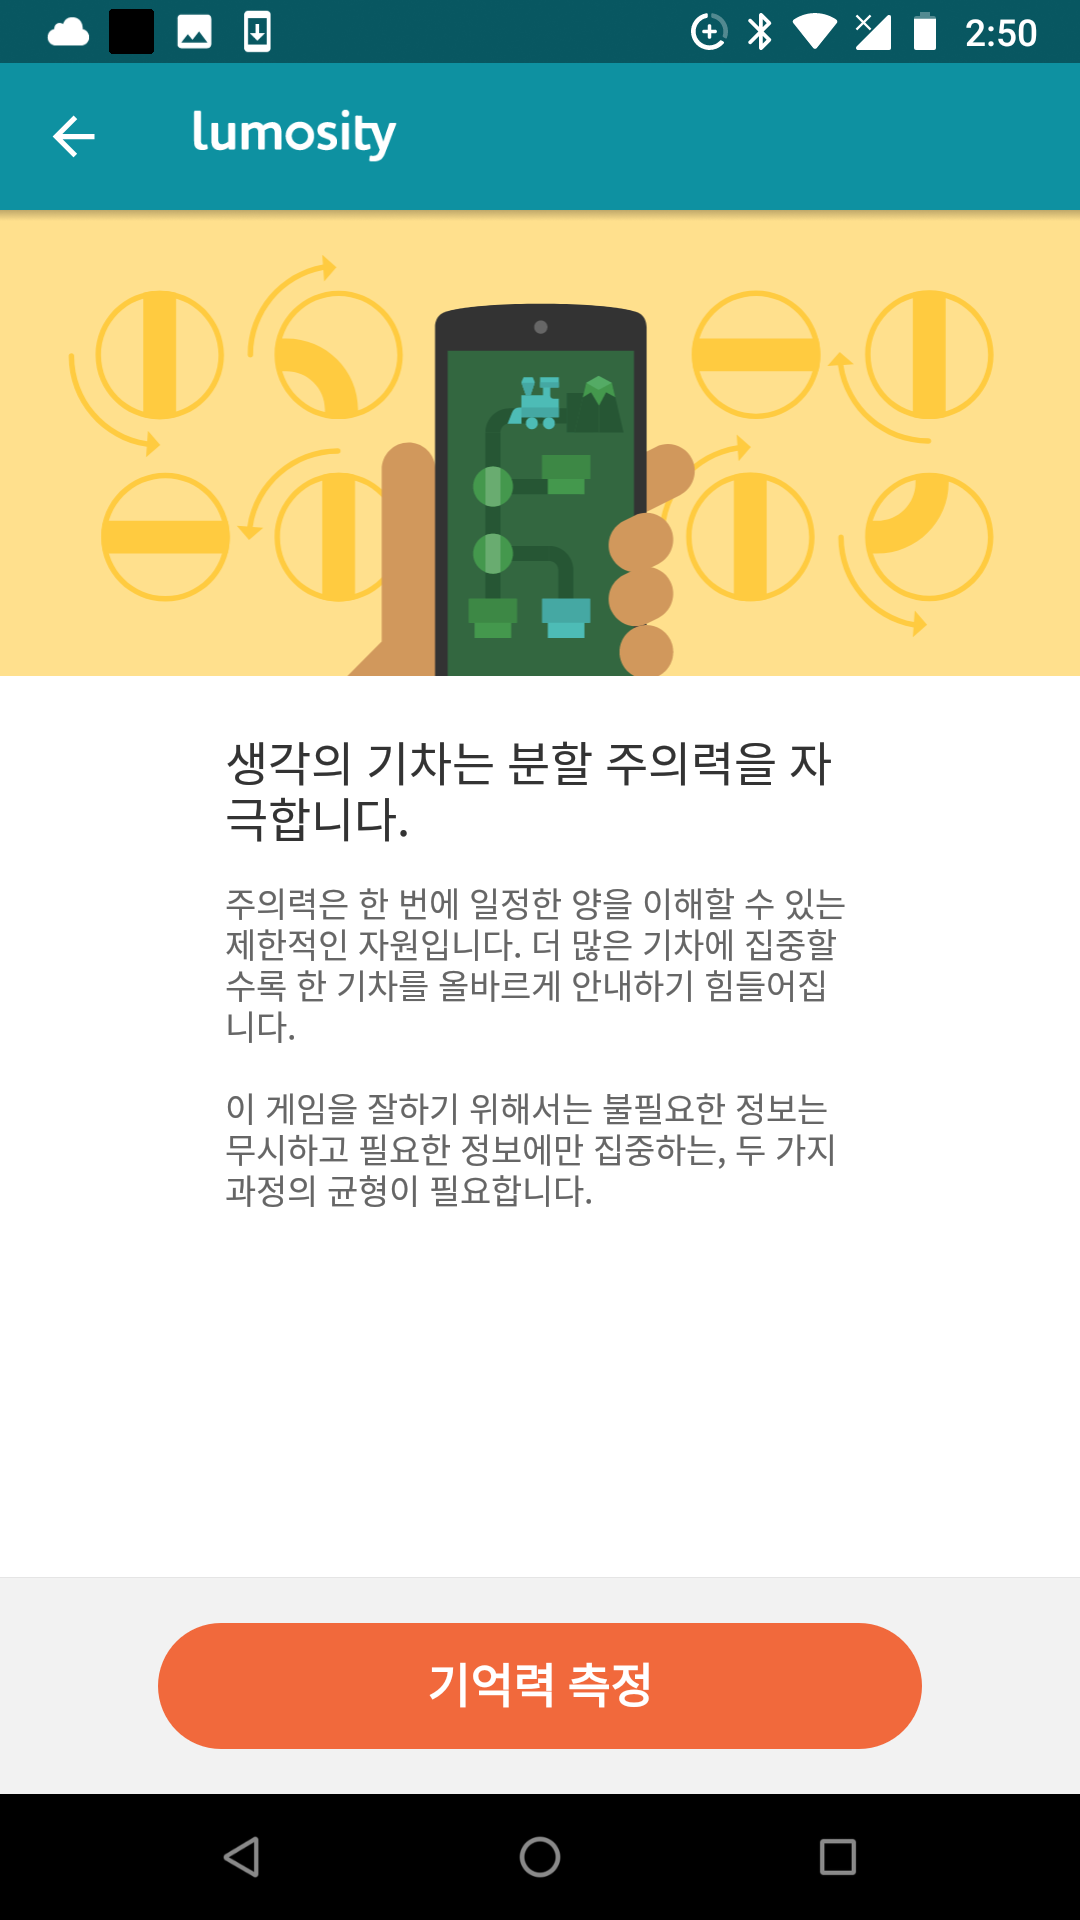 2:50
lumosity
생각의 기차는 분할 주의력을 자
극합니다.
주의력은 한 번에 일정한 양을 이해할 수 있는
제한적인 자원입니다. 더 많은 기차에 집중할
수록 한 기차를 올바르게 안내하기 힘들어집
니다.
이 게임을 잘하기 위해서는 불필요한 정보는
무시하고 필요한 정보에만 집중하는, 두 가지
과정의 균형이 필요합니다.
기억력 측정